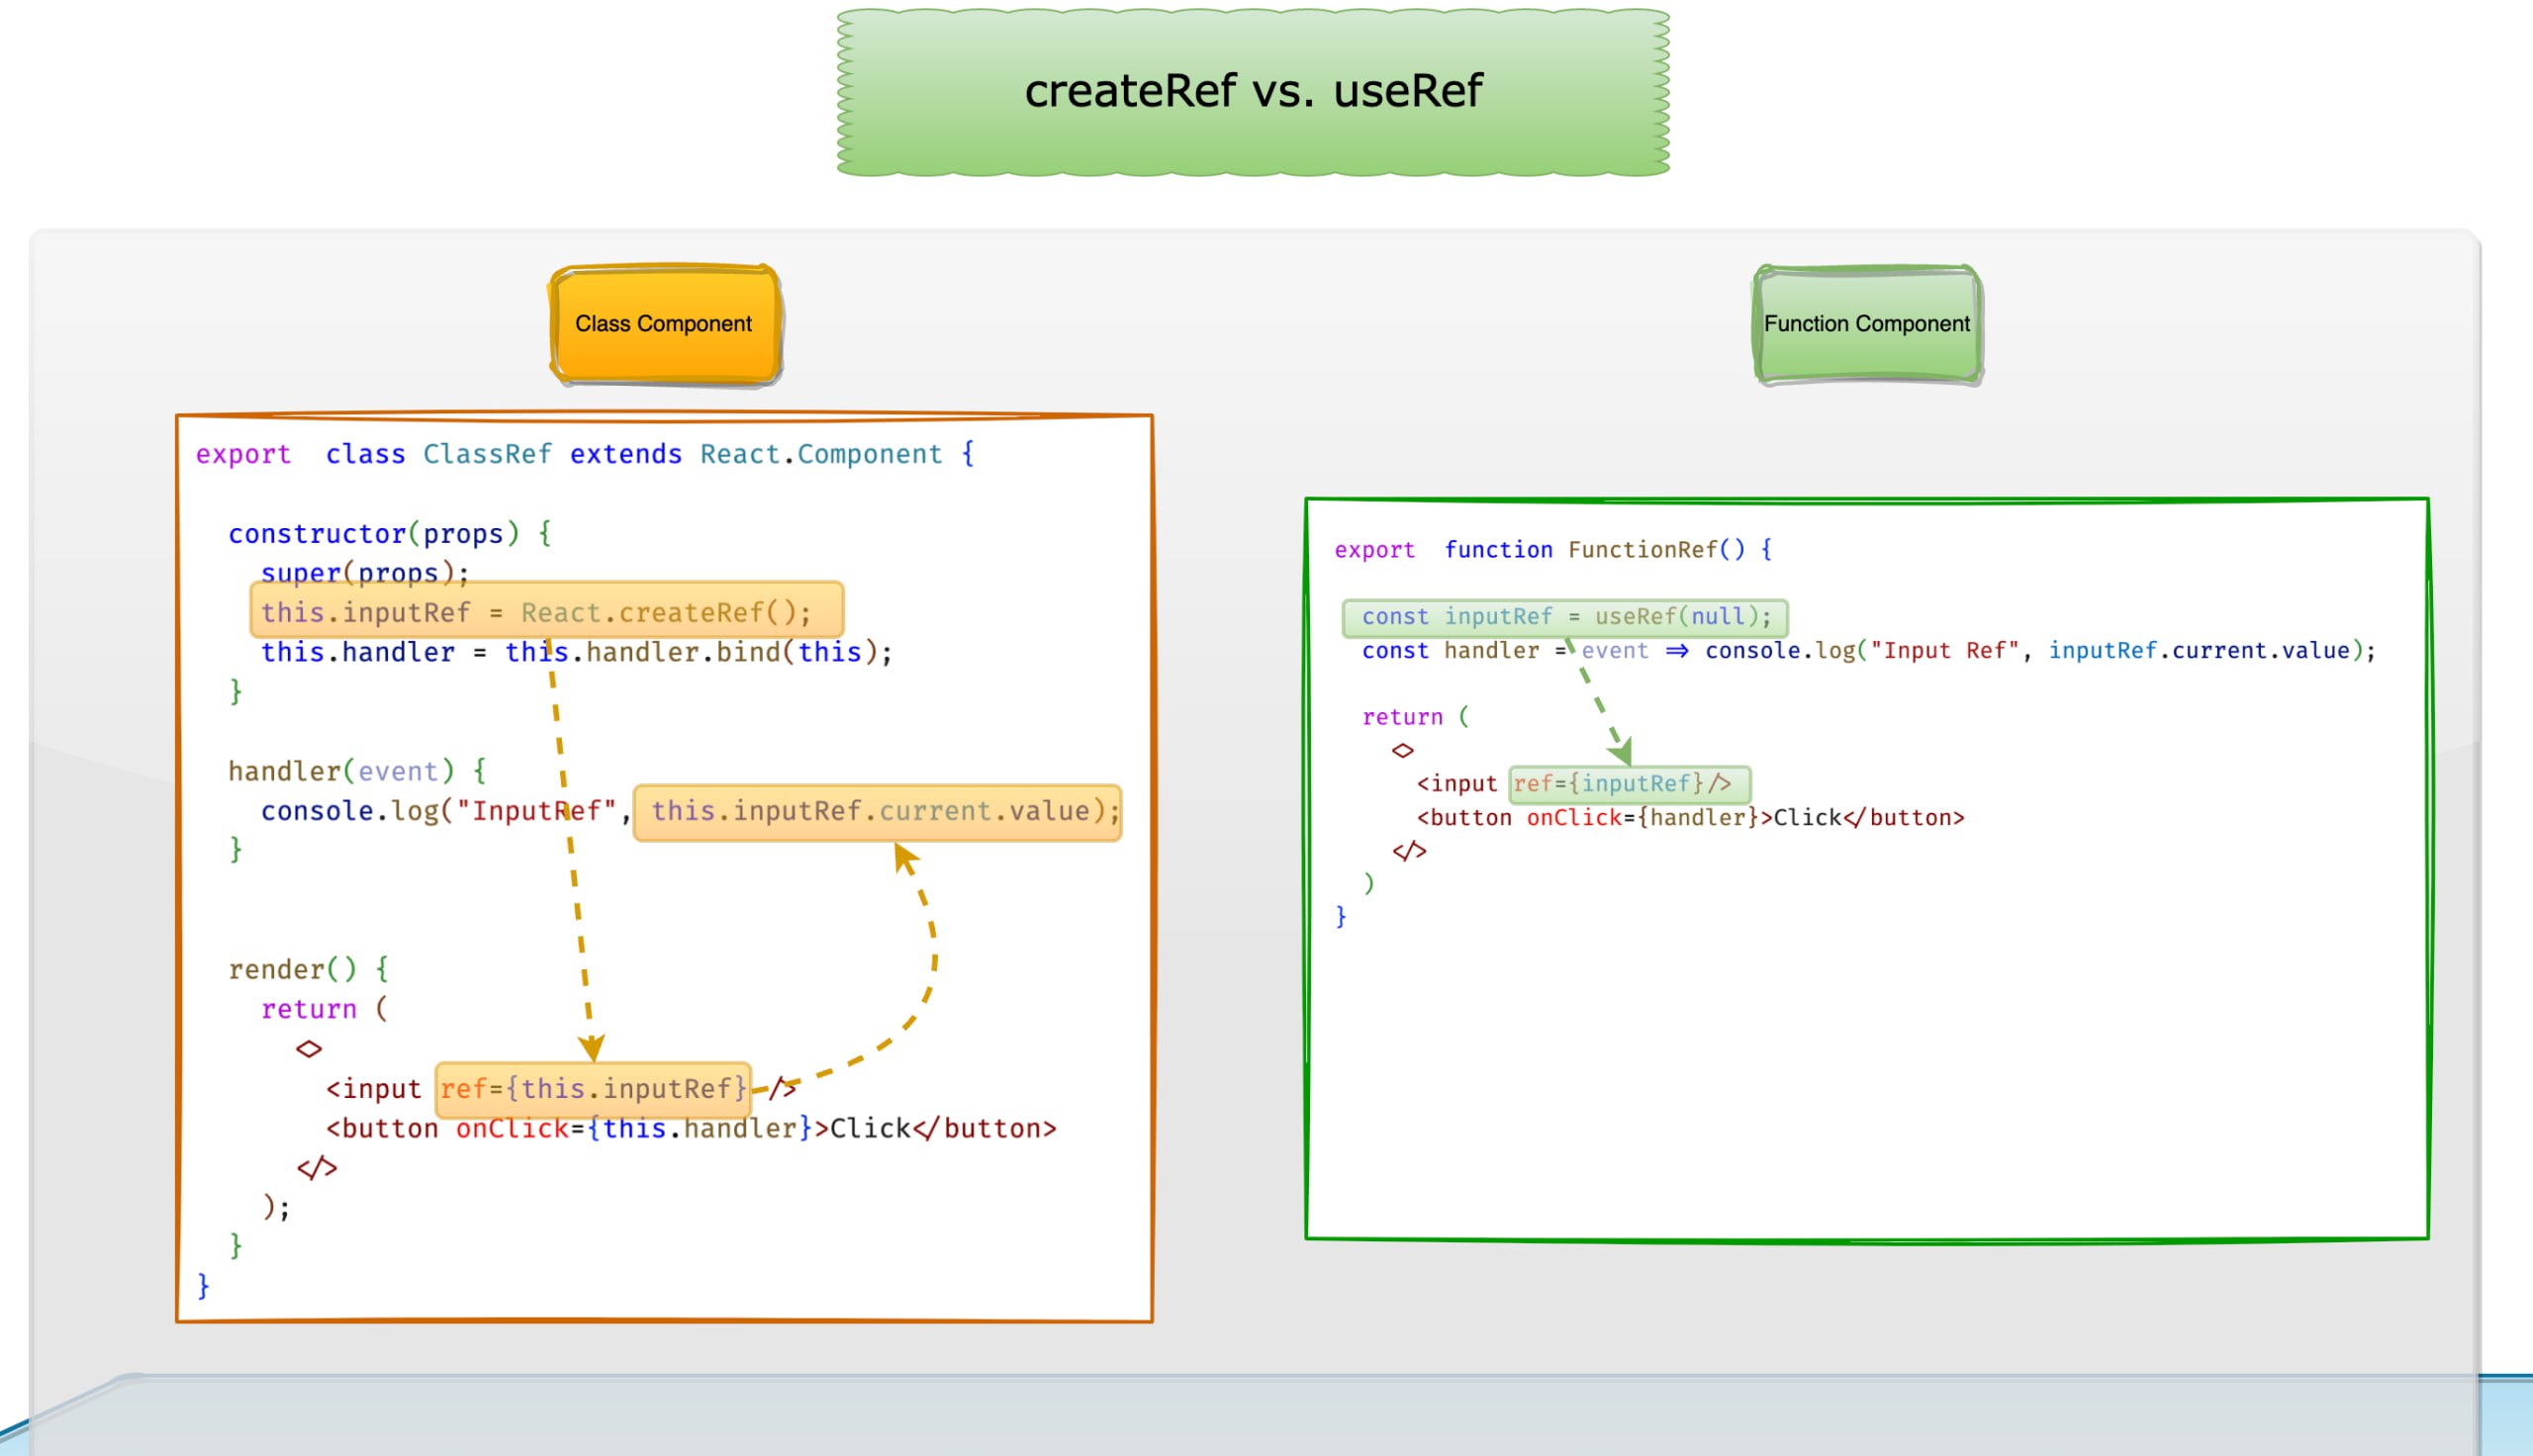 createRef vs. useRef
Class Component
export  class ClassRef extends React.Component {
constructor(props) {
super(props);
this.inputRef = React.createRef();
this.handler = this.handler.bind(this);
}
handler(event) {
console.log("InputRef", this.inputRef.current.value);
}
render() {
return (
<>
<input ref={this.inputRef} />
<button onClick={this.handler}>Click</button>
</>
);
}
}
Function Component
export  function FunctionRef() {
const inputRef = useRef(null);
const handler = event => console.log("Input Ref", inputRef.current.value);
return (
<>
<input ref={inputRef}/>
<button onClick={handler}>Click</button>
</>
)
}